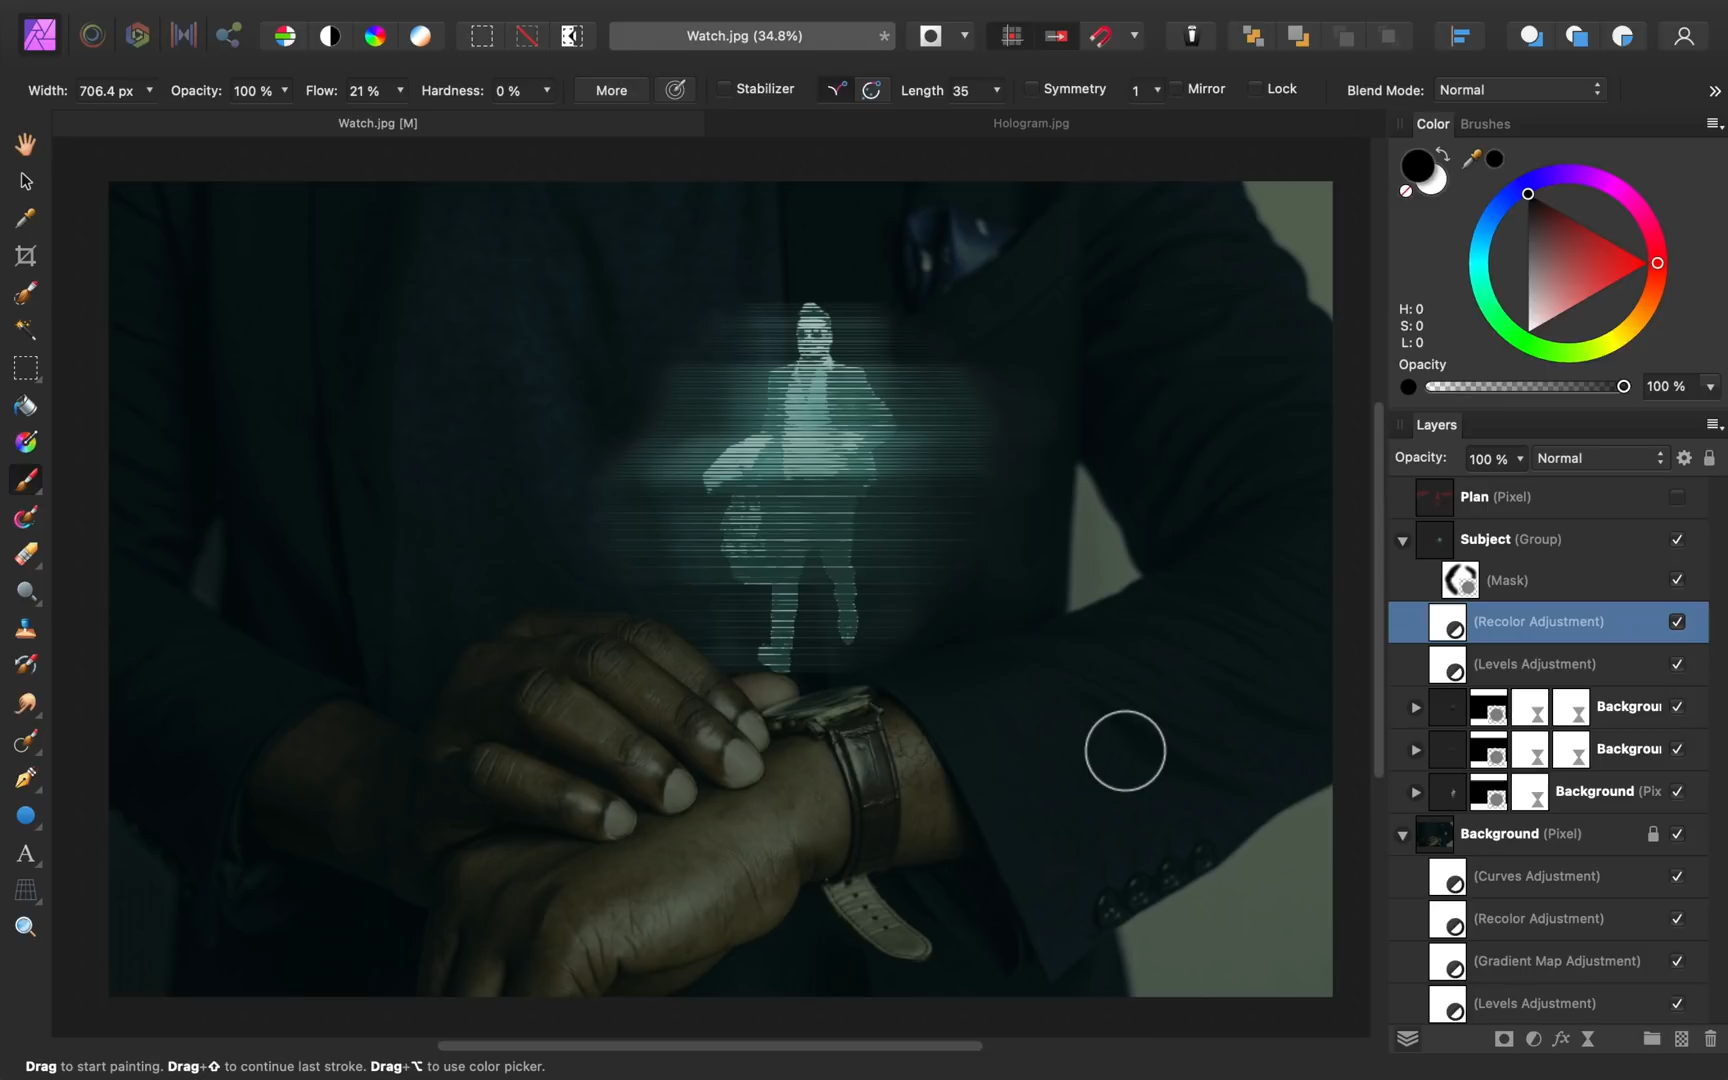 Watch.jpg (34.8%)
*
Width: 706.4 px
Opacity: 100 %
Flow: 21 %
Hardness: 0 %
More
Stabilizer
Length 35
Symmetry
1
Mirror
Lock
Blend Mode: Normal
Watch.jpg [M]
Hologram.jpg
Color
Brushes
H: 0
S: 0
L: 0
Opacity
100 %
Layers
Opacity: 100 %
Normal
Plan (Pixel)
Subject (Group)
(Mask)
(Recolor Adjustment)
(Levels Adjustment)
Backgrour
Backgrour
Background (Pix
Background (Pixel)
(Curves Adjustment)
(Recolor Adjustment)
(Gradient Map Adjustment)
(Levels Adjustment)
fx
A
Drag to start painting. Drag+⇧ to continue last stroke. Drag+⌥ to use color picker.